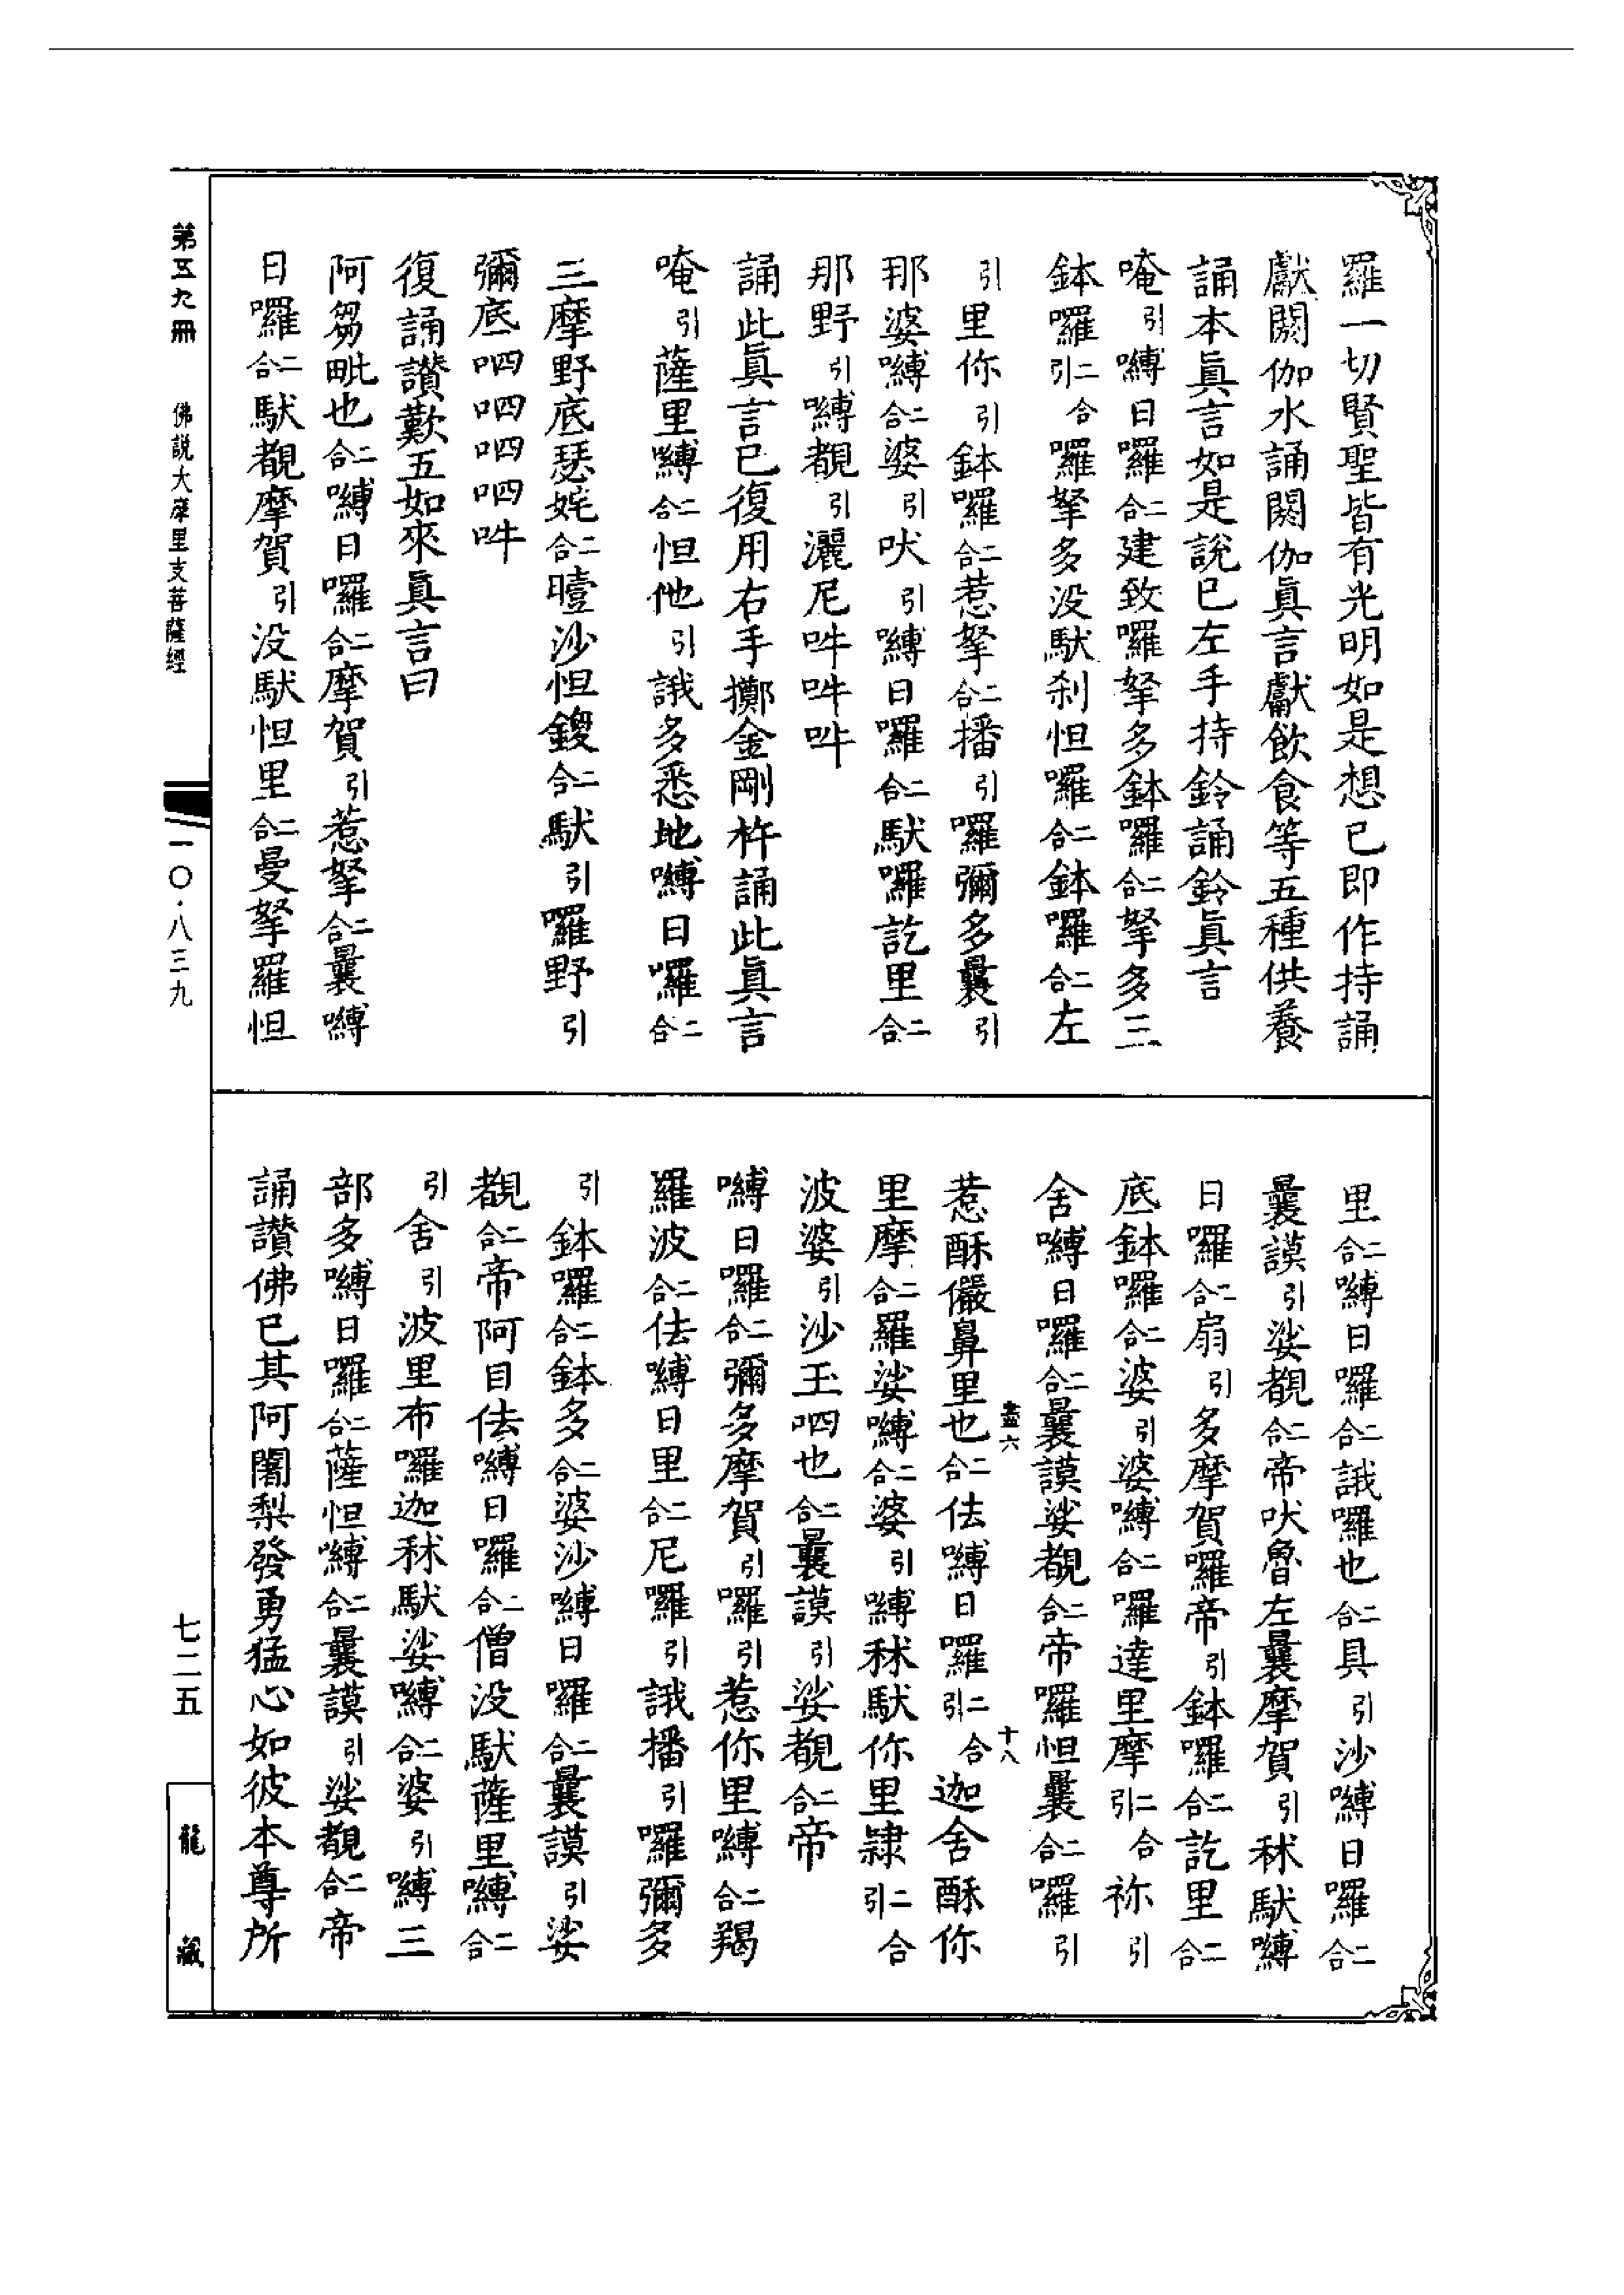 羅一切賢聖皆有光明如是想已即作持誦
獻閼伽水誦閼伽眞言獻飲食等五種供養
誦本眞言如是說已左手持鈴誦鈴眞言
唵引嚩日囉二合建致囉拏多鉢囉二合拏多三
鉢囉二合引囉拏多没䭾刹怛囉二合鉢囉二合左
引里你引鉢囉二合惹拏二合播引囉彌多曩引
那婆嚩二合婆引吠引嚩日囉二合䭾囉訖里二合
那野引嚩覩引灑尼吽吽吽
誦此眞言已復用右手擲金剛杵誦此眞言
唵引薩里嚩二合怛他引誐多悉地嚩日囉二合
三摩野底瑟姹二合曀沙怛鑁二合䭾引囉野引
彌底呬呬呬呬吽
復誦讚歎五如來眞言曰
阿芻毗也二合嚩日囉二合摩賀引惹拏二合曩嚩
日囉二合䭾覩摩賀引没䭾怛里二合曼拏羅怛
里二合嚩日囉二合誐囉也二合具引沙嚩日囉二合
曩謨引娑覩二合帝吠魯左曩摩賀引秫䭾嚩
日囉二合扇引多摩賀囉帝引鉢囉二合訖里二合
底鉢囉二合婆引婆嚩二合囉達里摩二合引祢引
舍嚩日囉二合曩謨娑覩二合帝囉怛曩二合囉引
惹酥儼鼻里也二合佉嚩日囉二合引迦舍酥你
里摩二合羅娑嚩二合婆引嚩秫䭾你里隷二合引
波婆引沙玉呬也二合曩謨引娑覩二合帝
嚩日囉二合彌多摩賀引囉引惹你里嚩二合羯
羅波二合佉嚩日里二合尼囉引誐播引囉彌多
引鉢囉二合鉢多二合婆沙嚩日囉二合曩謨引娑
覩二合帝阿目佉嚩日囉二合僧没䭾薩里嚩二合
引舍引波里布囉迦秫䭾娑嚩二合婆引嚩三
部多嚩日囉二合薩怛嚩二合曩謨引娑覩二合帝
誦讚佛已其阿闍梨發勇猛心如彼本尊所
盡六
十八
第五九册
佛説大摩里支菩薩經
一〇·八三九
七二五
龍藏